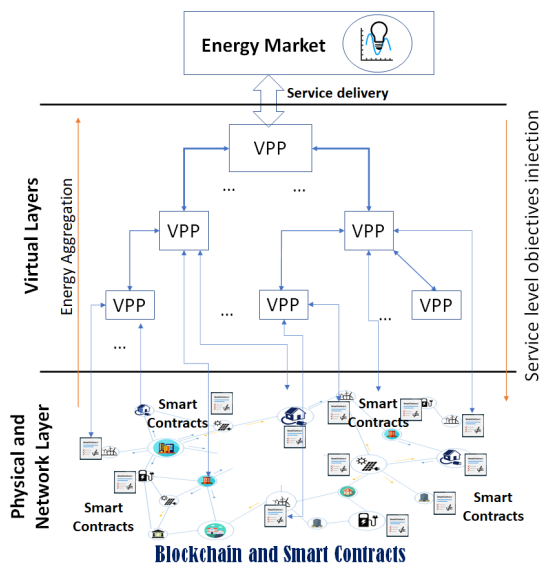 Energy Market
Service delivery
VPP
...
...
VPP
VPP
...
VPP
VPP
VPP
...
...
Virtual Layers
Energy Aggregation
Service level objectives injection
Physical and
Network Layer
Smart
Contracts
Smart
Contracts
Smart
Contracts
Smart
Contracts
Blockchain and Smart Contracts